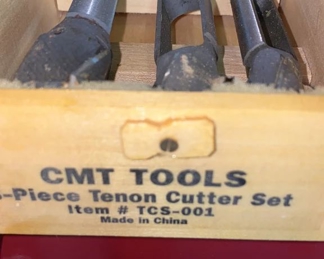 CMT TOOLS
-Piece Tenon Cutter Set
Item # TCS-001
Made in China